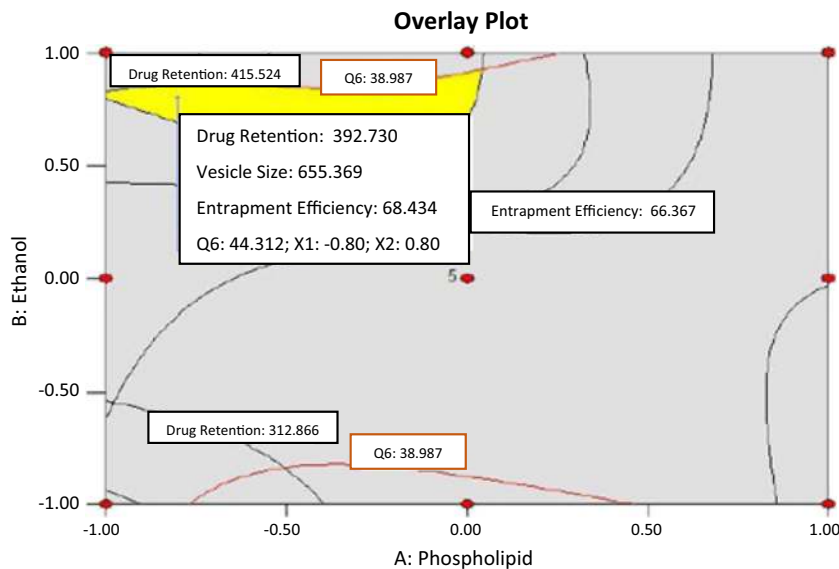 Overlay Plot
1.00
Drug Retention: 415.524
Q6: 38.987
Drug Retention: 392.730
Vesicle Size: 655.369
Entrapment Efficiency: 68.434
Q6: 44.312; X1: -0.80; X2: 0.80
0.50
Entrapment Efficiency: 66.367
B: Ethanol
0.00
5
-0.50
Drug Retention: 312.866
Q6: 38.987
-1.00
-1.00 -0.50 0.00 0.50 1.00
A: Phospholipid